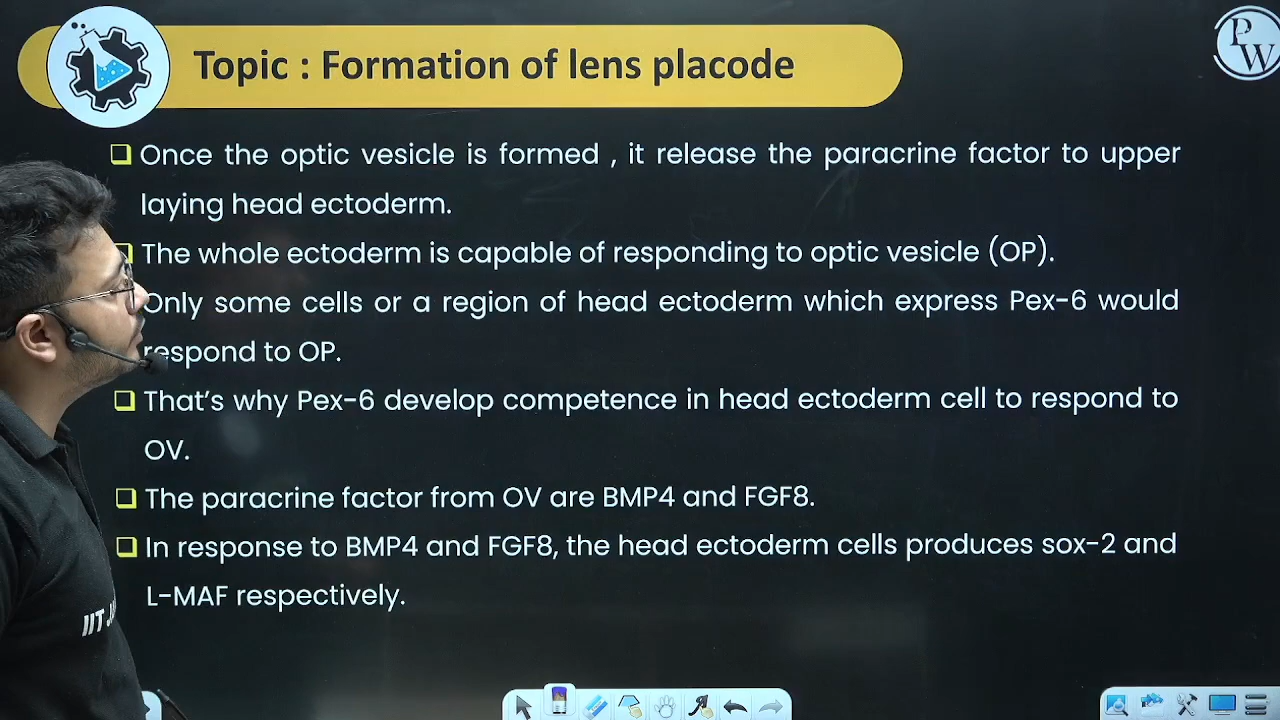 Topic : Formation of lens placode
PW
Once the optic vesicle is formed , it release the paracrine factor to upper
laying head ectoderm.
The whole ectoderm is capable of responding to optic vesicle (OP).
Only some cells or a region of head ectoderm which express Pex-6 would
respond to OP.
That's why Pex-6 develop competence in head ectoderm cell to respond to
OV.
The paracrine factor from OV are BMP4 and FGF8.
In response to BMP4 and FGF8, the head ectoderm cells produces sox-2 and
L-MAF respectively.
IIT